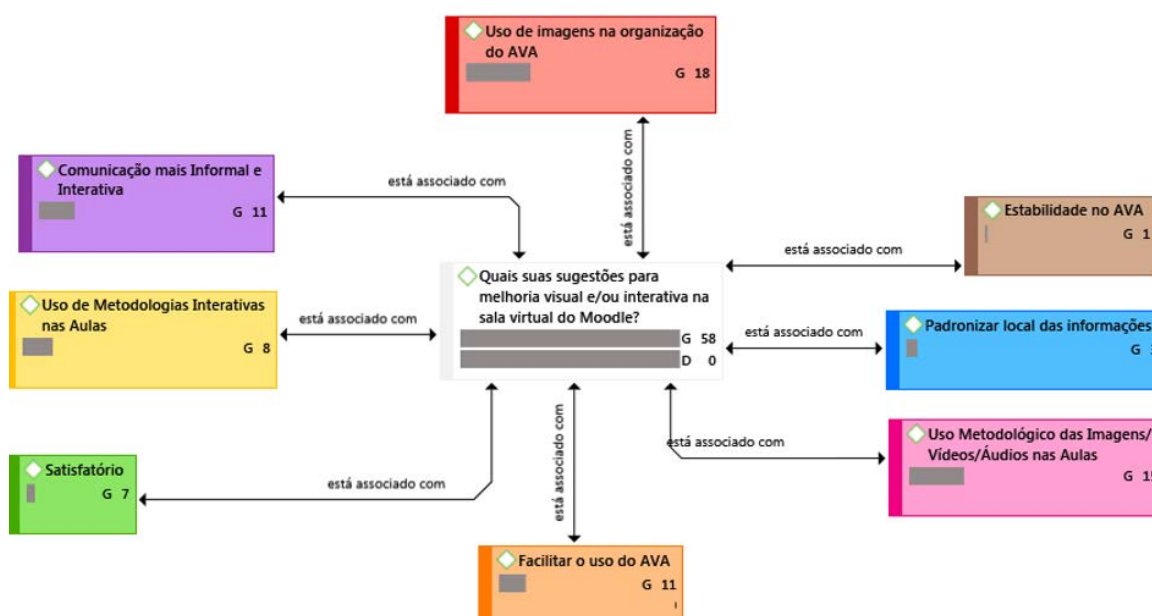 Uso de imagens na organização
do AVA
G 18
está associado com
Comunicação mais Informal e
Interativa
G 11
está associado com
Estabilidade no AVA
G 1
está associado com
Quais suas sugestões para
melhoria visual e/ou interativa na
sala virtual do Moodle?
G 58
D 0
Uso de Metodologias Interativas
nas Aulas
G 8
está associado com
Padronizar local das informações
G
está associado com
Uso Metodológico das Imagens/
Vídeos/Áudios nas Aulas
G 15
está associado com
Satisfatório
G 7
está associado com
está associado com
Facilitar o uso do AVA
G 11